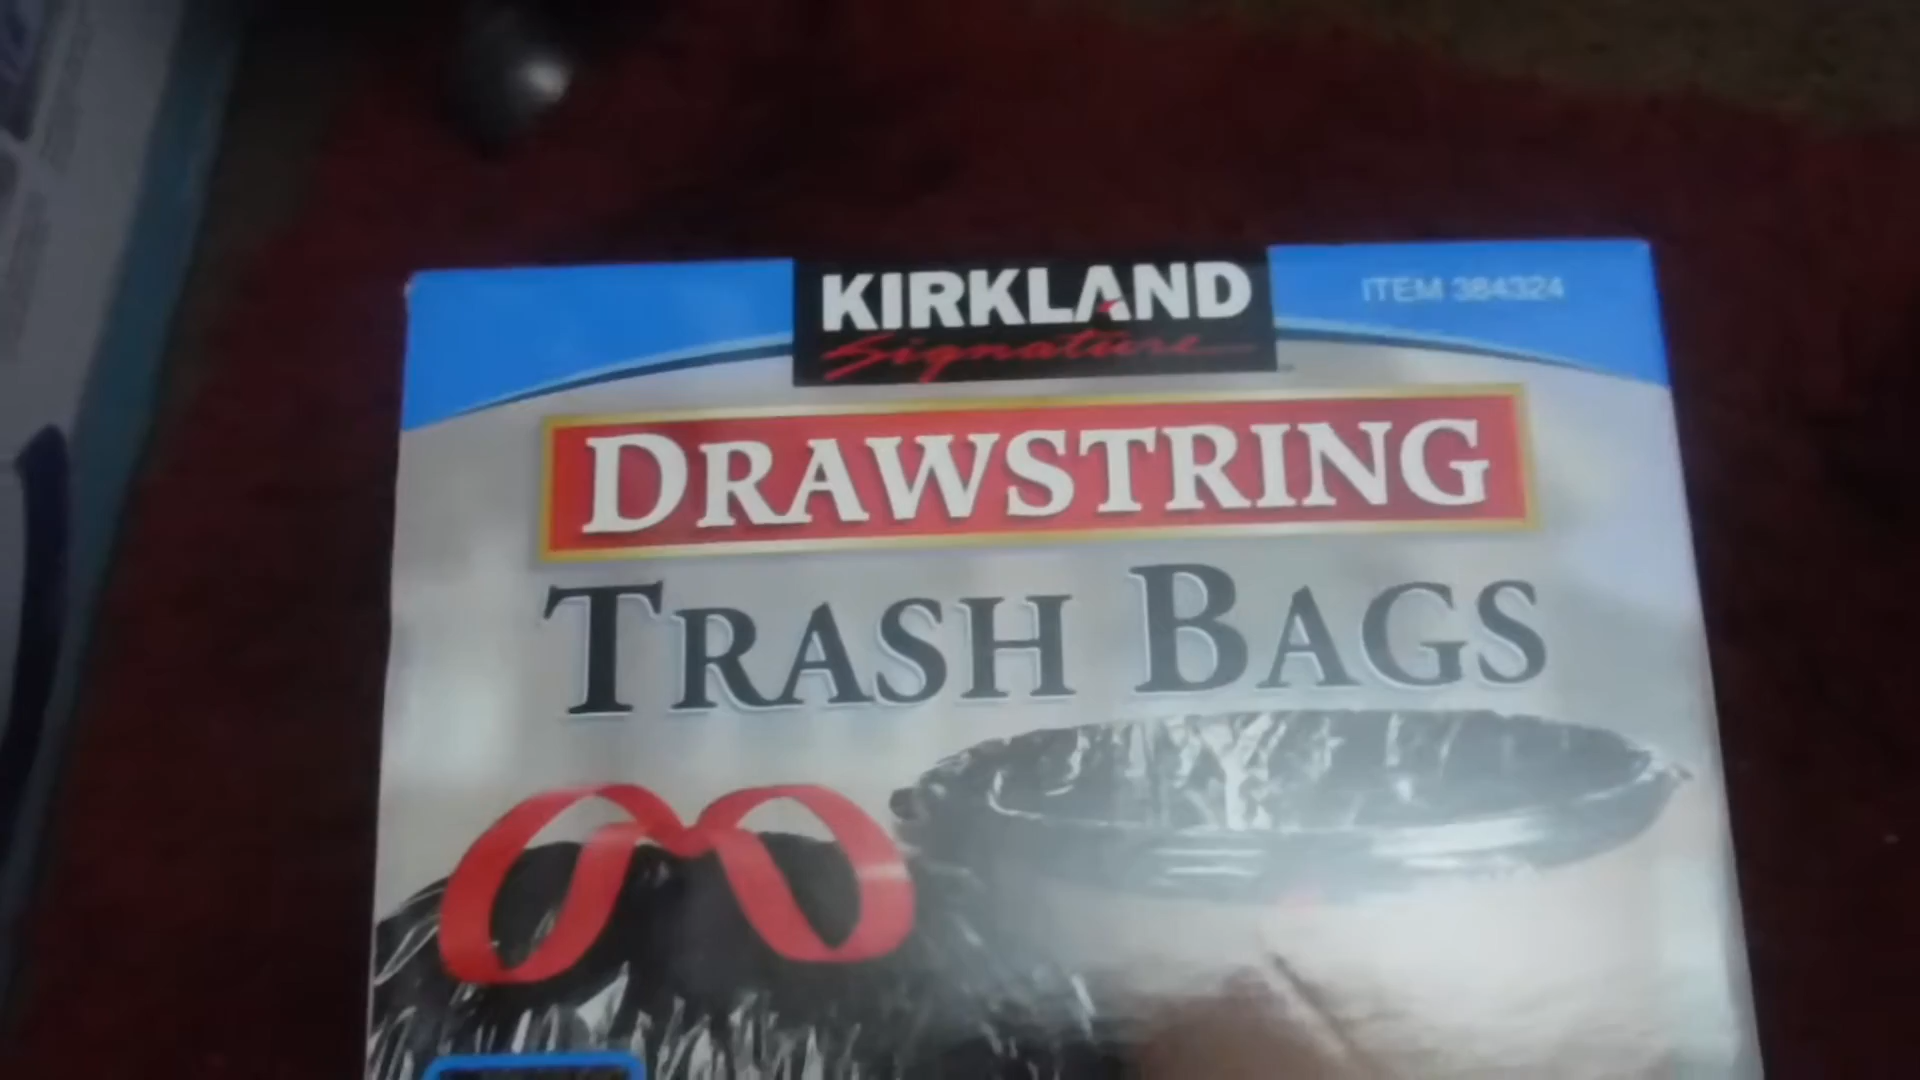 KIRKLAND
Signature
ITEM 384324
DRAWSTRING
TRASH BAGS